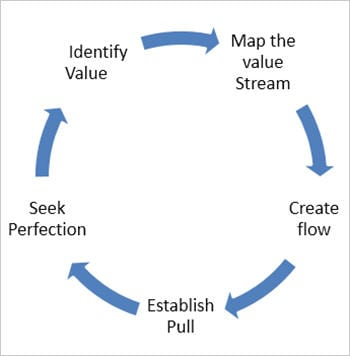 Identify
Value
Map the
value
Stream
Create
flow
Establish
Pull
Seek
Perfection